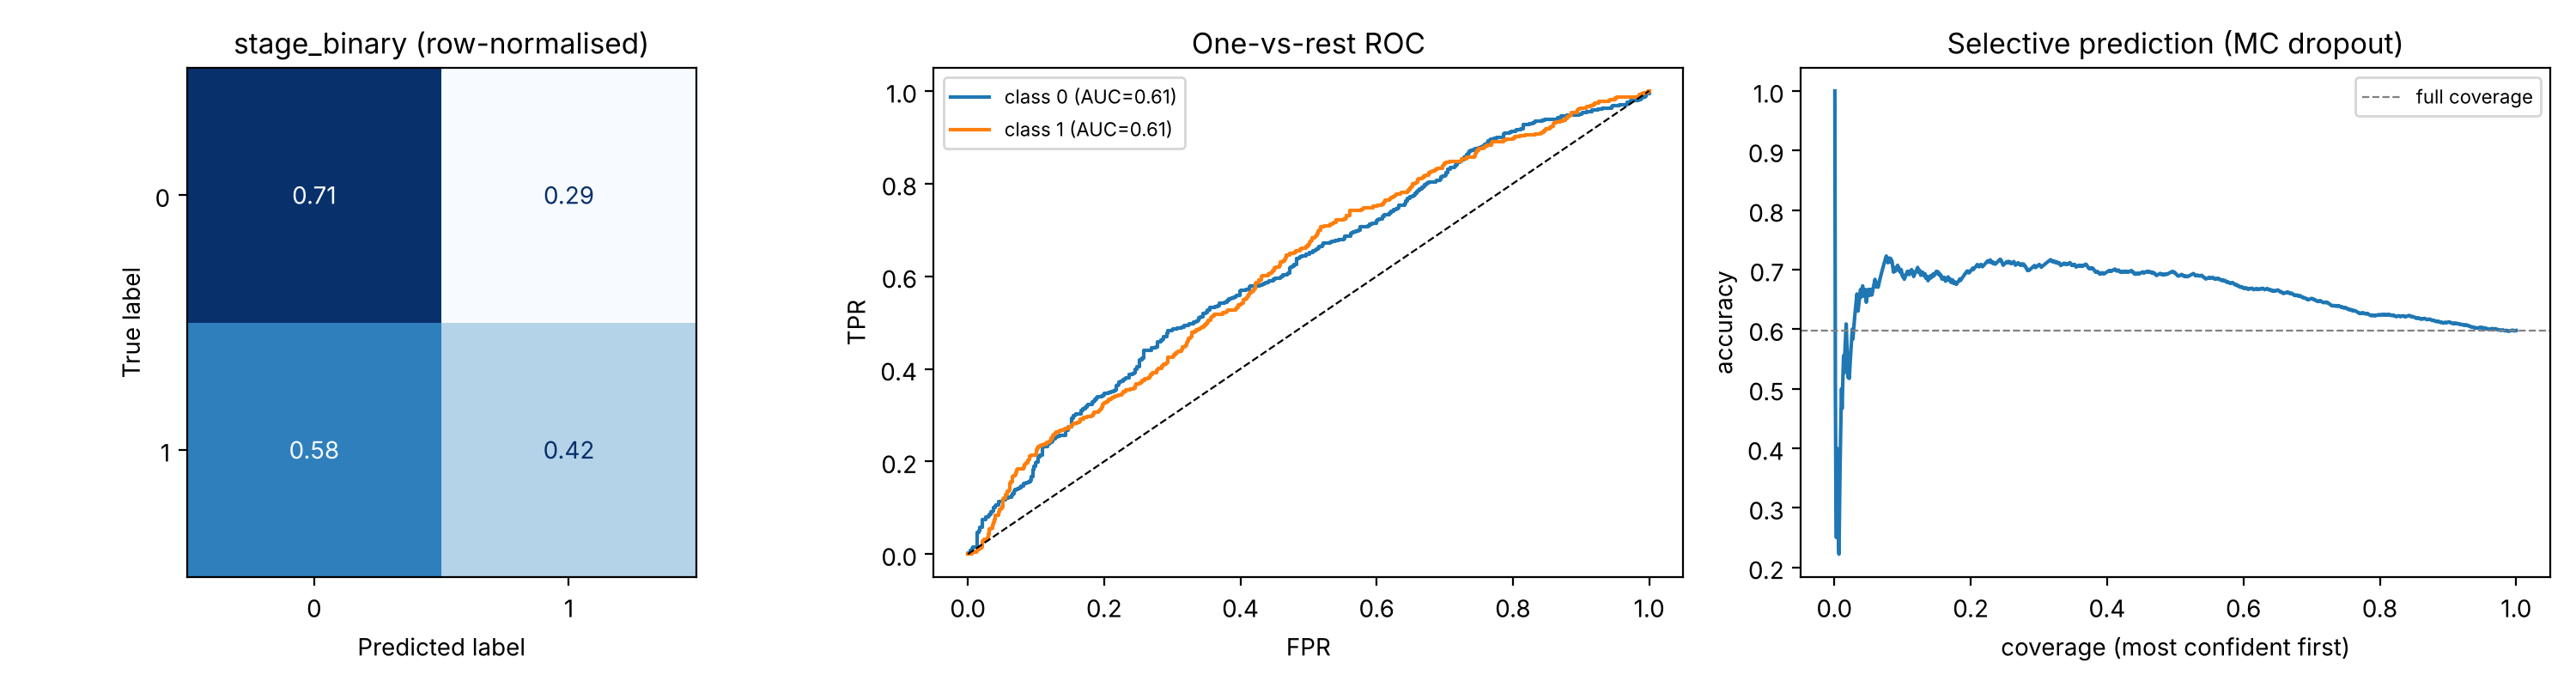 stage_binary (row-normalised)
True label
0
1
0.71
0.29
0.58
0.42
0
1
Predicted label
One-vs-rest ROC
class 0 (AUC=0.61)
class 1 (AUC=0.61)
TPR
1.0
0.8
0.6
0.4
0.2
0.0
0.0
0.2
0.4
0.6
0.8
1.0
FPR
Selective prediction (MC dropout)
full coverage
accuracy
1.0
0.9
0.8
0.7
0.6
0.5
0.4
0.3
0.2
0.0
0.2
0.4
0.6
0.8
1.0
coverage (most confident first)